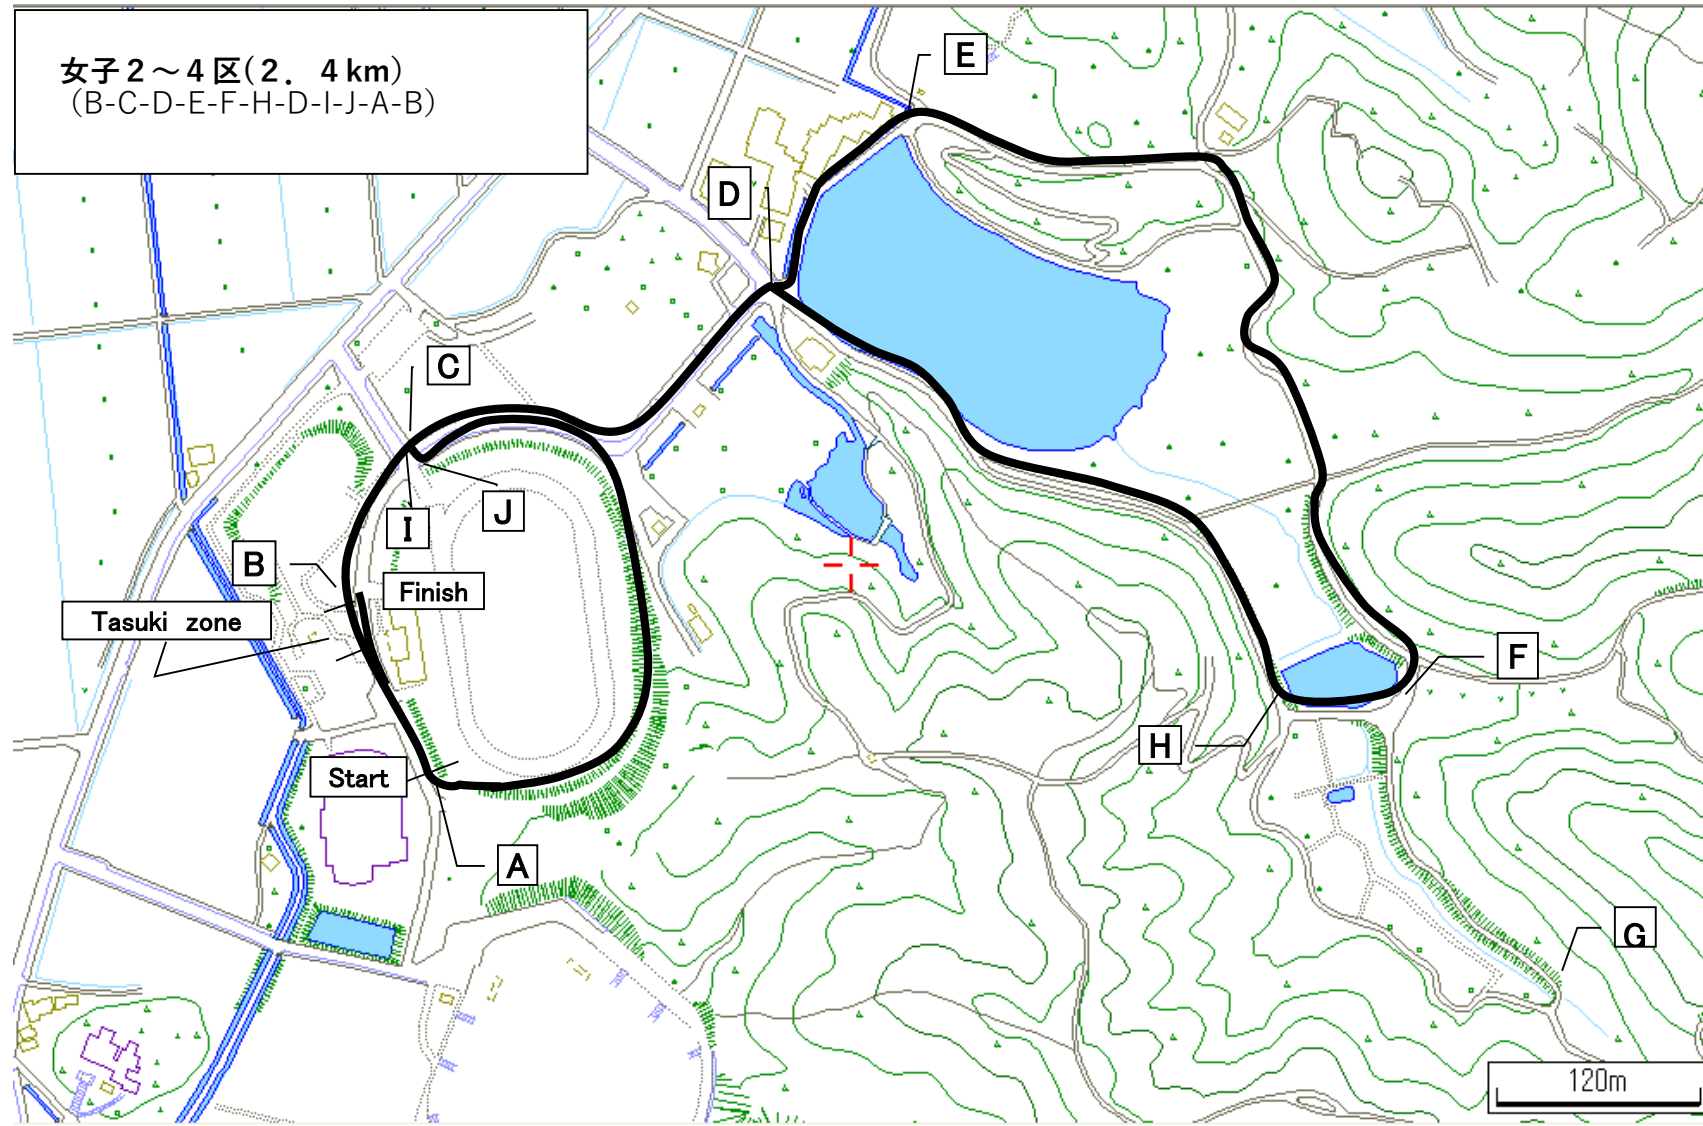 女子２～４区(２．４km)
(B-C-D-E-F-H-D-I-J-A-B)
E
D
C
J
I
B
Finish
Tasuki zone
F
H
Start
A
G
120m